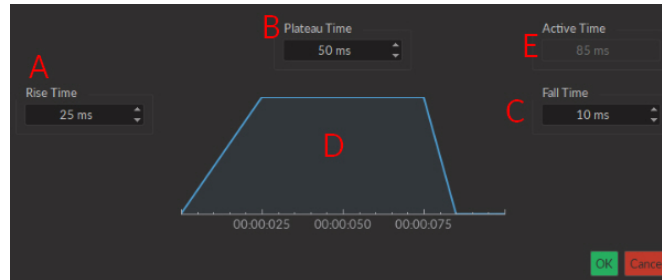 B
Plateau Time
50 ms
Active Time
E
85 ms
A
Rise Time
25 ms
Fall Time
C
10 ms
D
00:00:025 00:00:050 00:00:075
OK
Cance